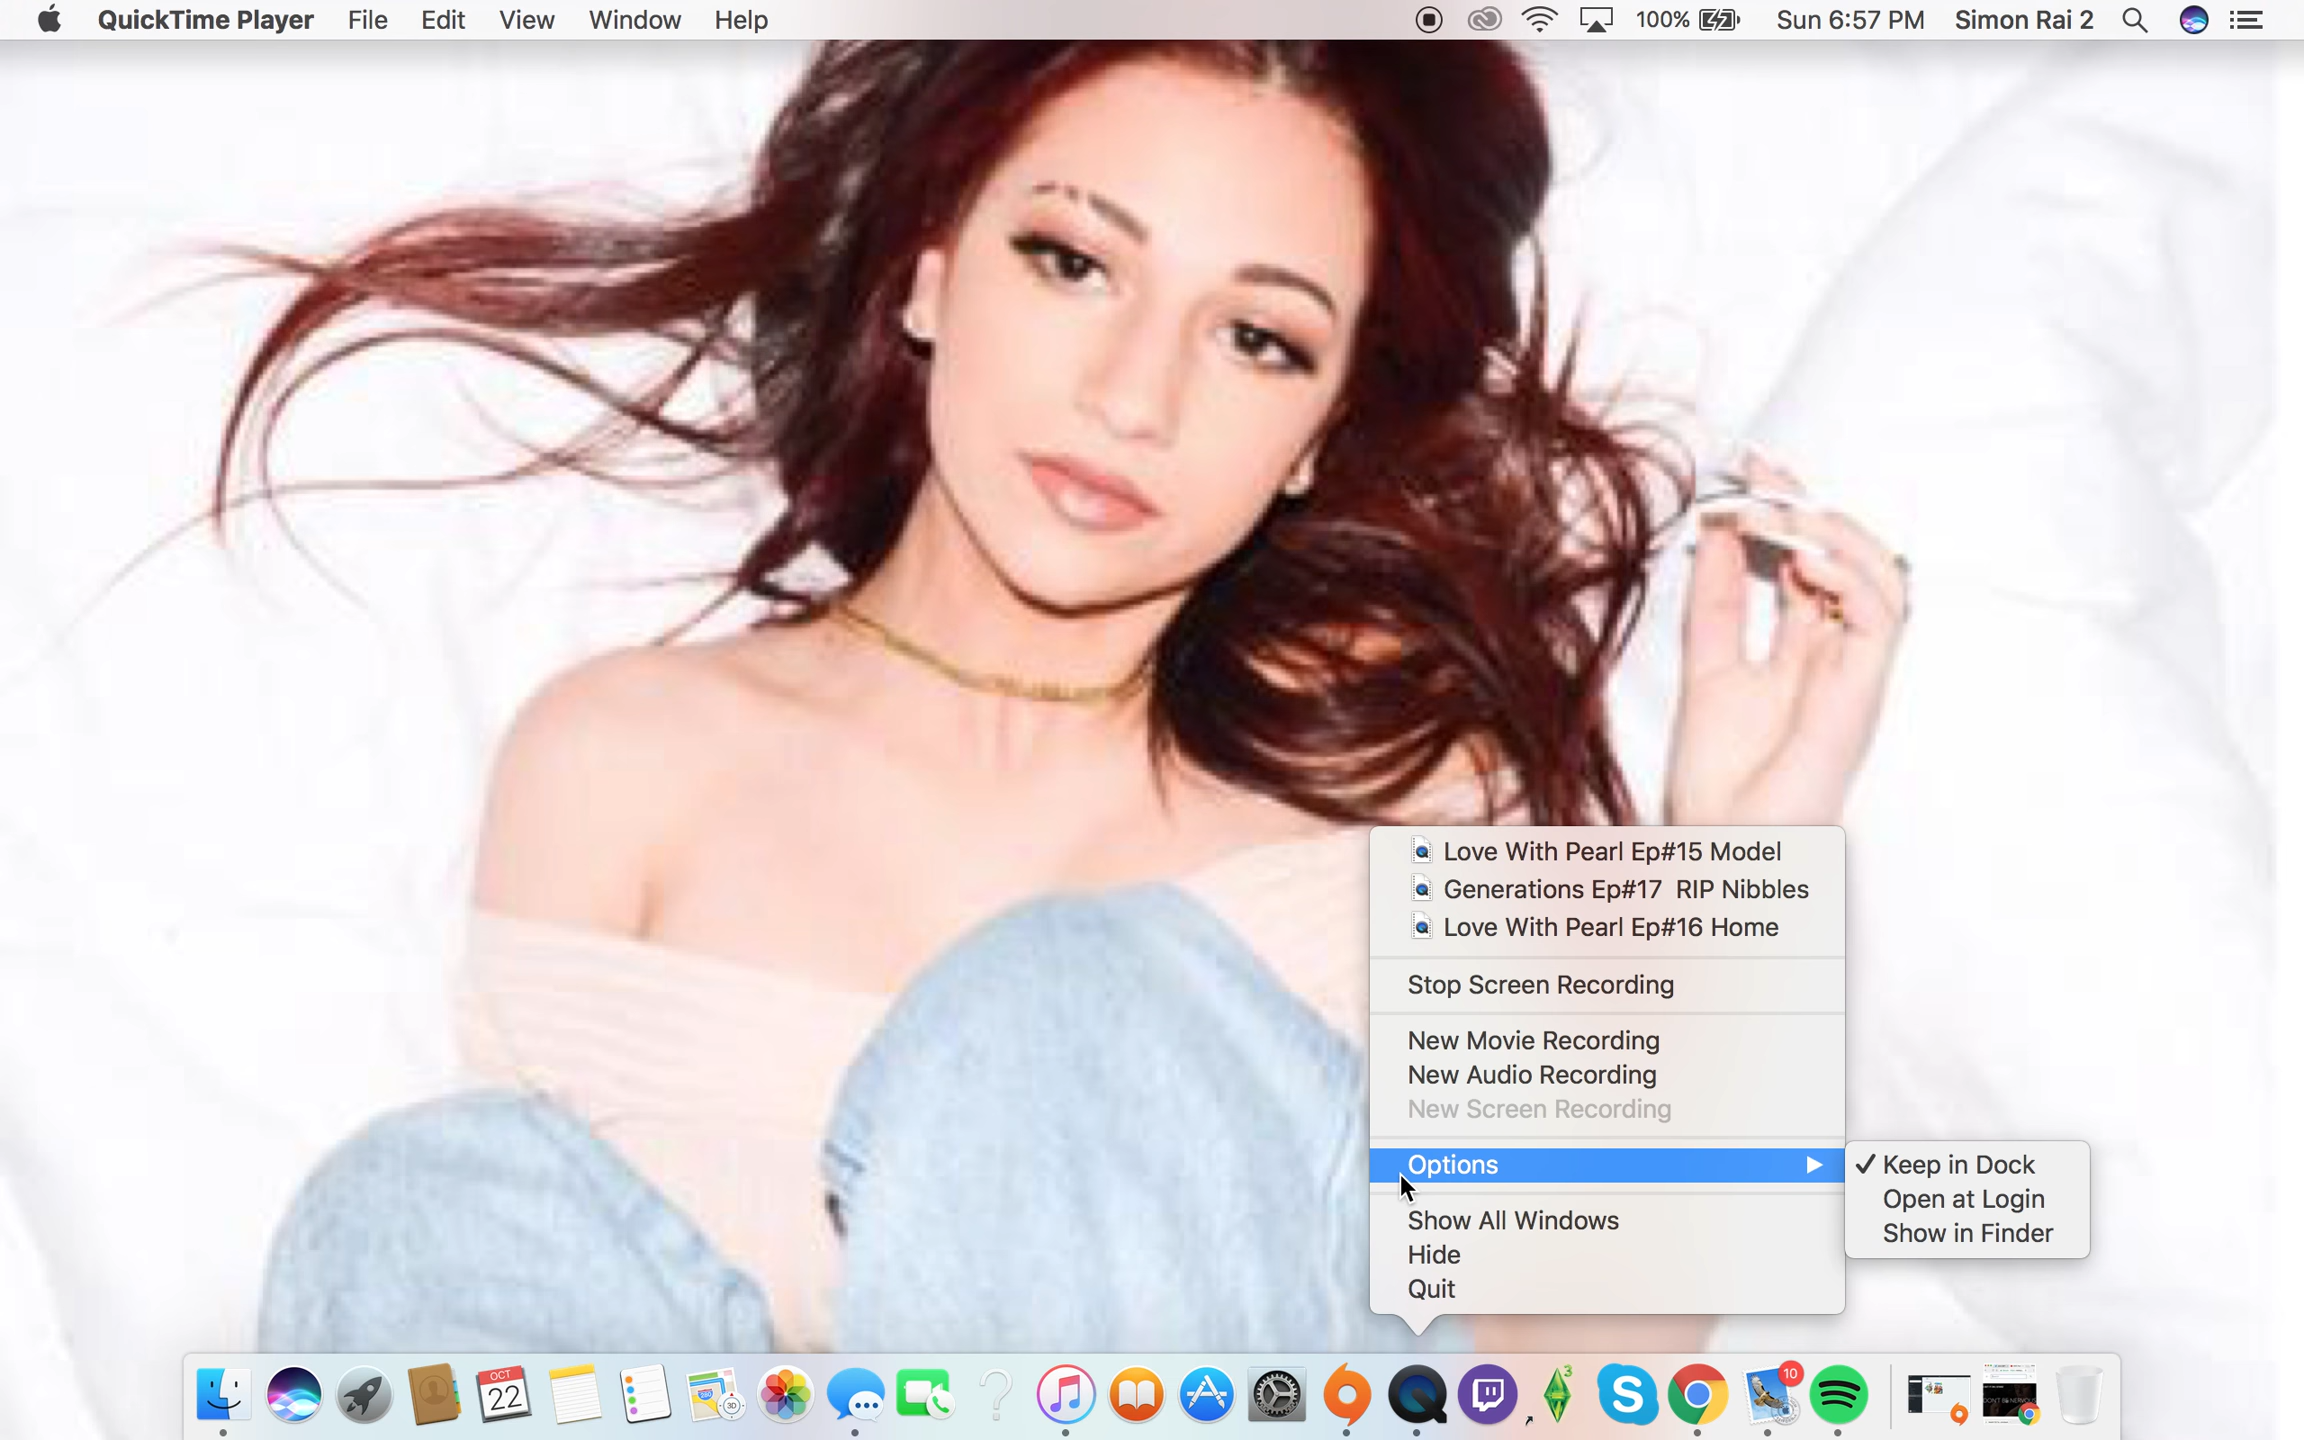 QuickTime Player File Edit View Window Help 100% Sun 6:57 PM Simon Rai 2
Love With Pearl Ep#15 Model
Generations Ep#17 RIP Nibbles
Love With Pearl Ep#16 Home
Stop Screen Recording
New Movie Recording
New Audio Recording
New Screen Recording
Options
Keep in Dock
Open at Login
Show in Finder
Show All Windows
Hide
Quit
OCT
22
3D
3
10